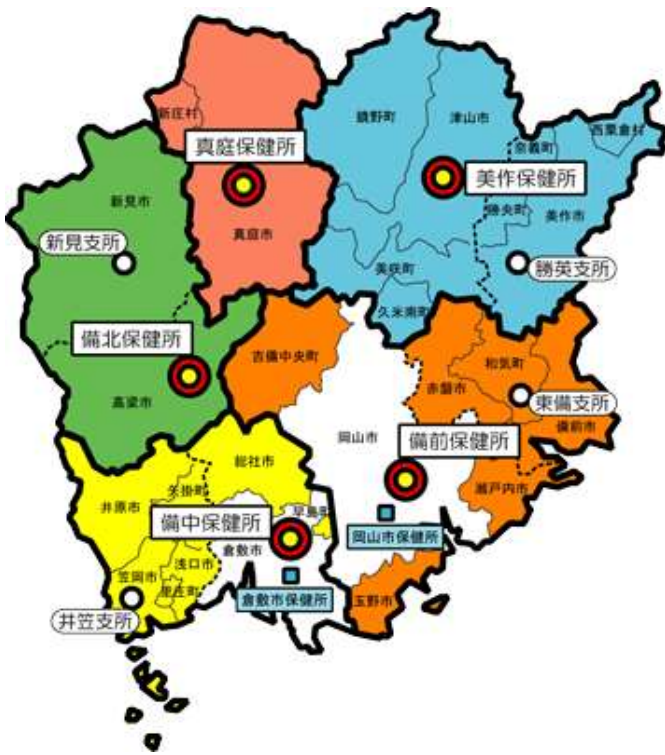 新庄村
真庭保健所
真庭市
鏡野町
津山市
奈義町
西粟倉村
美作保健所
勝央町
美作市
勝英支所
美咲町
久米南町
新見市
新見支所
備北保健所
高梁市
吉備中央町
岡山市
赤磐市
和気町
東備支所
備前市
備前保健所
瀬戸内市
岡山市保健所
玉野市
総社市
矢掛町
井原市
備中保健所
早島町
倉敷市
浅口市
笠岡市
里庄町
倉敷市保健所
井笠支所